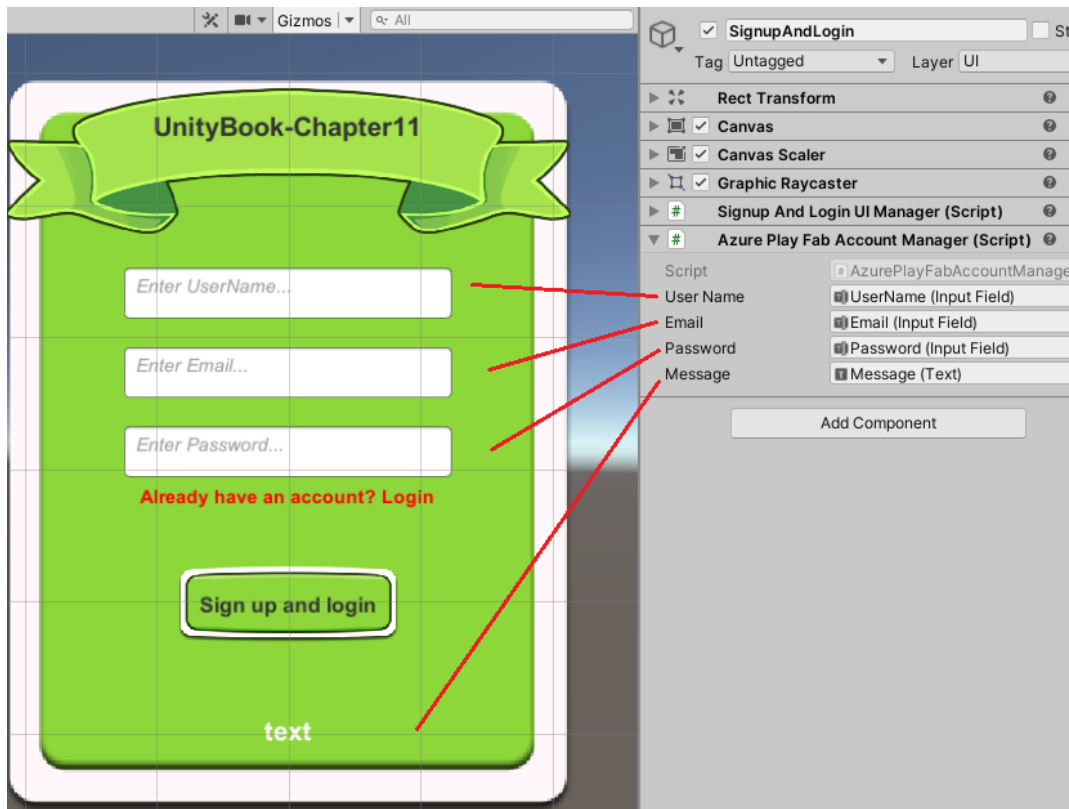 Gizmos
All
UnityBook-Chapter11
Enter UserName...
Enter Email...
Enter Password...
Already have an account? Login
Sign up and login
text
SignupAndLogin
St
Tag Untagged Layer UI
Rect Transform
Canvas
Canvas Scaler
Graphic Raycaster
# Signup And Login UI Manager (Script)
# Azure Play Fab Account Manager (Script)
Script # AzurePlayFabAccountManage
User Name UserName (Input Field)
Email Email (Input Field)
Password Password (Input Field)
Message T Message (Text)
Add Component